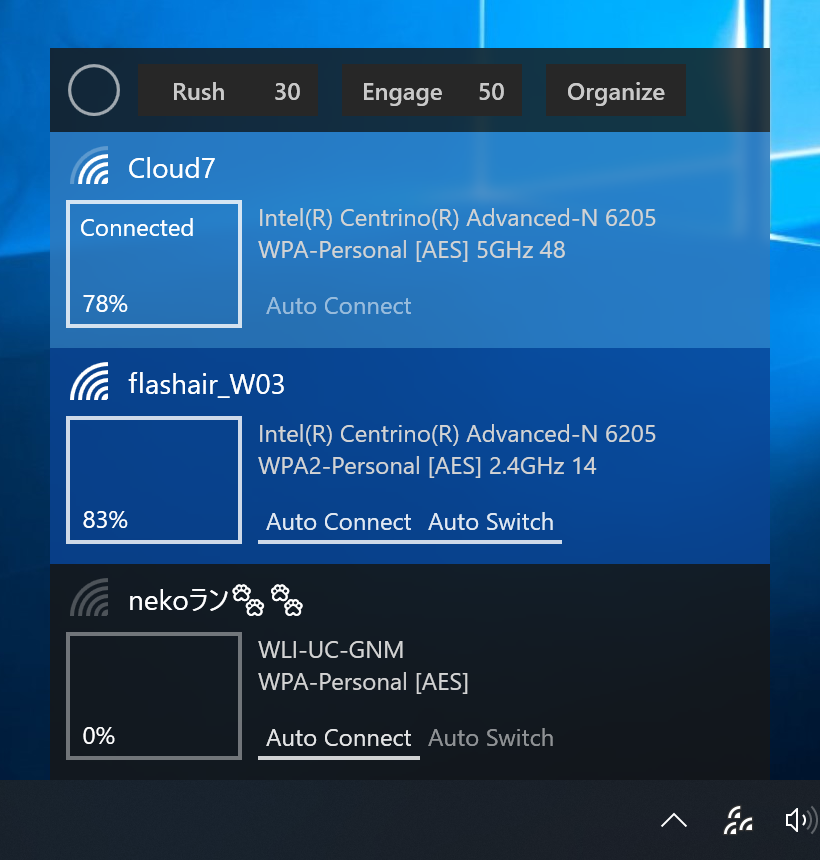 Rush 30 Engage 50 Organize
Cloud7
Connected
78%
Intel(R) Centrino(R) Advanced-N 6205
WPA-Personal [AES] 5GHz 48
Auto Connect
flashair_W03
83%
Intel(R) Centrino(R) Advanced-N 6205
WPA2-Personal [AES] 2.4GHz 14
Auto Connect Auto Switch
nekoラン🐾🐾
0%
WLI-UC-GNM
WPA-Personal [AES]
Auto Connect Auto Switch